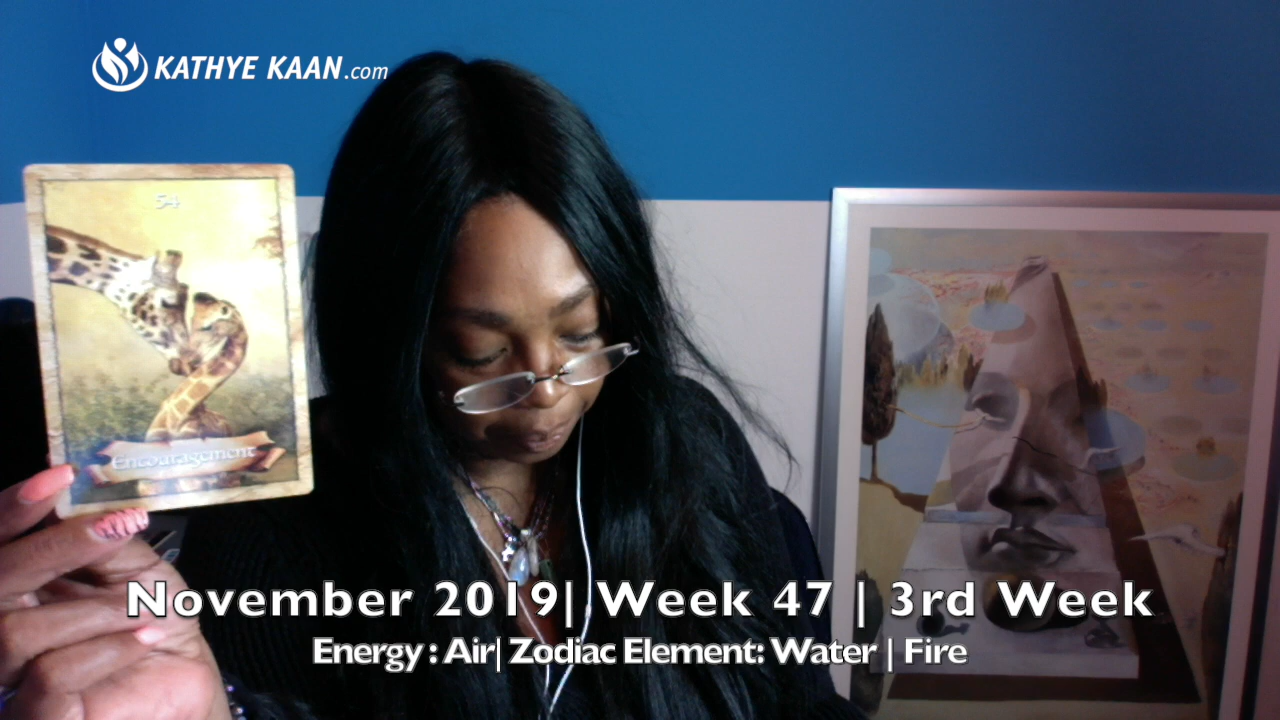 KATHYE KAAN.com
54
Encouragement
November 2019| Week 47 | 3rd Week
Energy : Air| Zodiac Element: Water | Fire